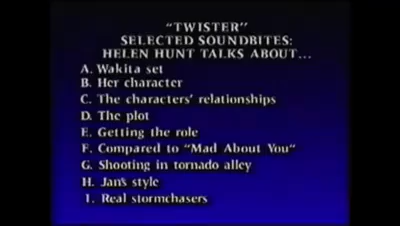 "TWISTER"
SELECTED SOUNDBITES:
HELEN HUNT TALKS ABOUT...
A. Wakita set
B. Her character
C. The characters' relationships
D. The plot
E. Getting the role
F. Compared to "Mad About You"
G. Shooting in tornado alley
H. Jan's style
I. Real stormchasers